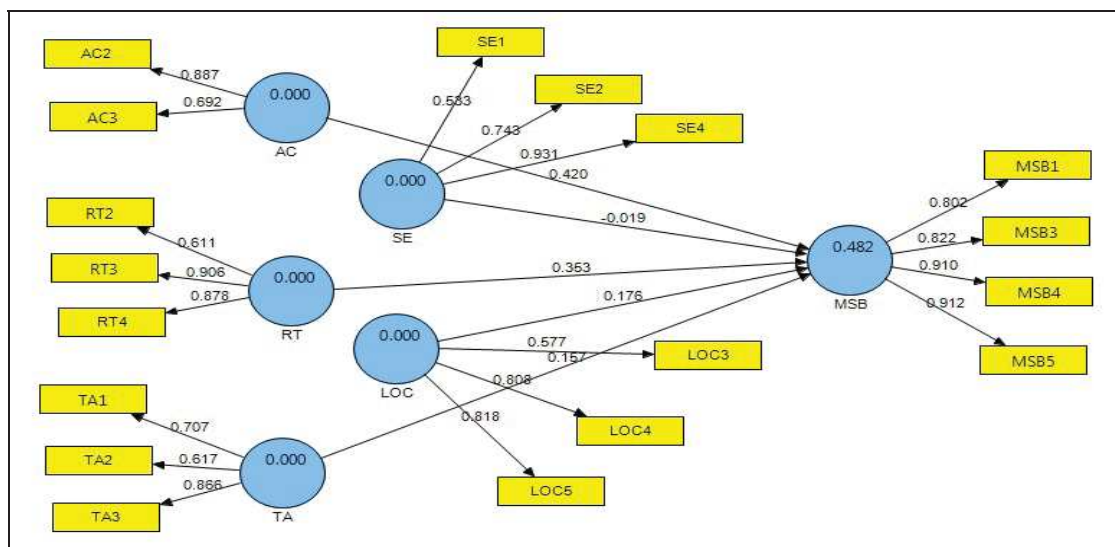 SE1
AC2
0.887
0.000
0.533
SE2
AC3
0.692
0.743
SE4
AC
0.931
0.000
0.420
MSB1
-0.019
0.802
RT2
SE
0.482
MSB3
0.611
0.822
RT3
0.906
0.000
0.353
0.910
MSB4
0.878
0.176
MSB
RT4
RT
0.000
0.912
0.577
LOC3
MSB5
0.157
LOC
0.808
TA1
0.818
0.707
LOC4
TA2
0.617
0.000
0.866
LOC5
TA3
TA